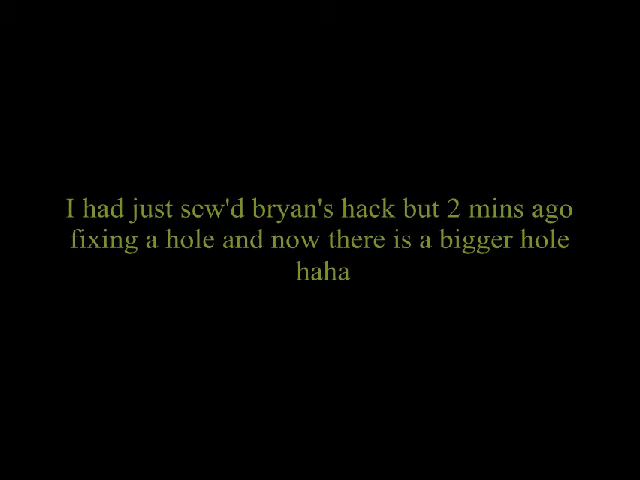 I had just sew'd bryan's hack but 2 mins ago
fixing a hole and now there is a bigger hole
haha